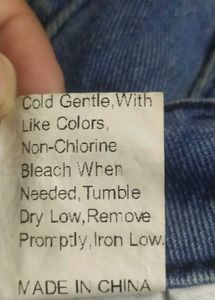 Cold Gentle,With
Like Colors,
Non-Chlorine
Bleach When
Needed,Tumble
Dry Low,Remove
Promptly,Iron Low.
MADE IN CHINA